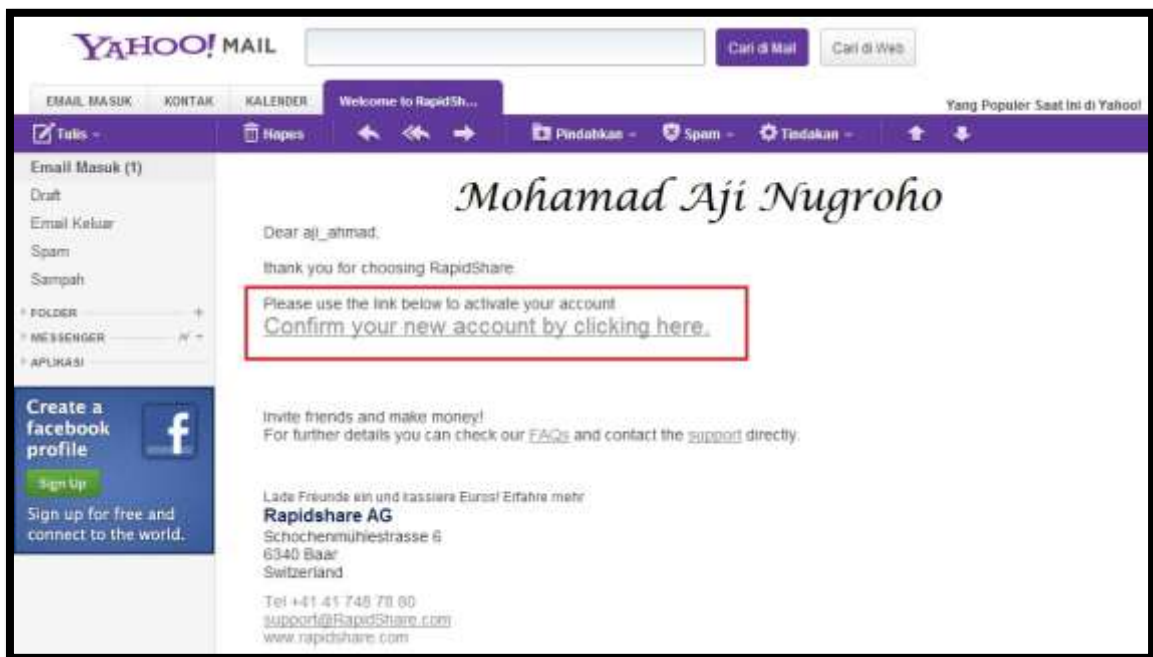 YAHOO! MAIL
Cari di Mail
Cari di Web
EMAIL MASUK KONTAK KALENDER Welcome to RapidSh...
Yang Populer Saat Ini di Yahoo!
Tulis Hapus Pindahkan Spam Tindakan
Email Masuk (1)
Draft
Email Keluar
Spam
Sampah
FOLDER +
MESSENGER
APLIKASI
Create a
facebook
profile
f
Sign Up
Sign up for free and
connect to the world.
Mohamad Aji Nugroho
Dear aji_ahmad,
thank you for choosing RapidShare
Please use the link below to activate your account
Confirm your new account by clicking here.
Invite friends and make money!
For further details you can check our FAQs and contact the support directly.
Lade Freunde ein und kassiere Euros! Erfahre mehr
Rapidshare AG
Schochenmühlestrasse 6
6340 Baar
Switzerland
Tel +41 41 748 78 80
support@RapidShare.com
www.rapidshare.com